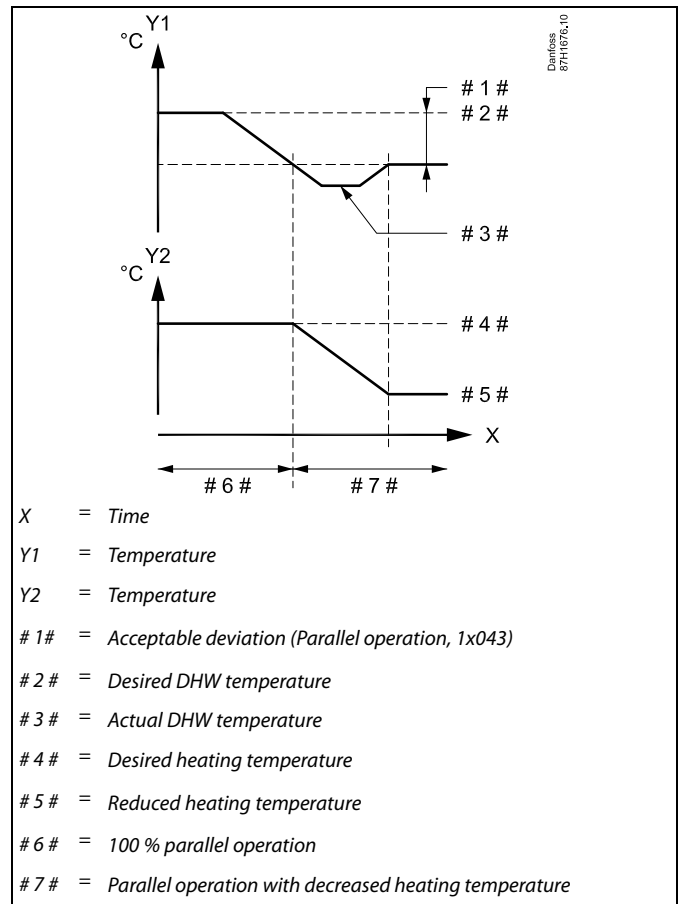 Y1
°C
Danfoss
87H1676.10
# 1 #
# 2 #
# 3 #
Y2
°C
# 4 #
# 5 #
X
# 6 #
# 7 #
X = Time
Y1 = Temperature
Y2 = Temperature
# 1# = Acceptable deviation (Parallel operation, 1x043)
# 2 # = Desired DHW temperature
# 3 # = Actual DHW temperature
# 4 # = Desired heating temperature
# 5 # = Reduced heating temperature
# 6 # = 100 % parallel operation
# 7 # = Parallel operation with decreased heating temperature